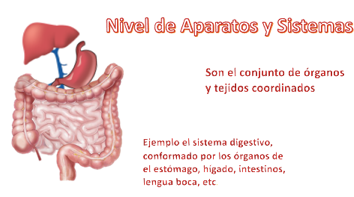 Nivel de Aparatos y Sistemas
Son el conjunto de órganos
y tejidos coordinados
Ejemplo el sistema digestivo,
conformado por los órganos de
el estómago, hígado, intestinos,
lengua boca, etc